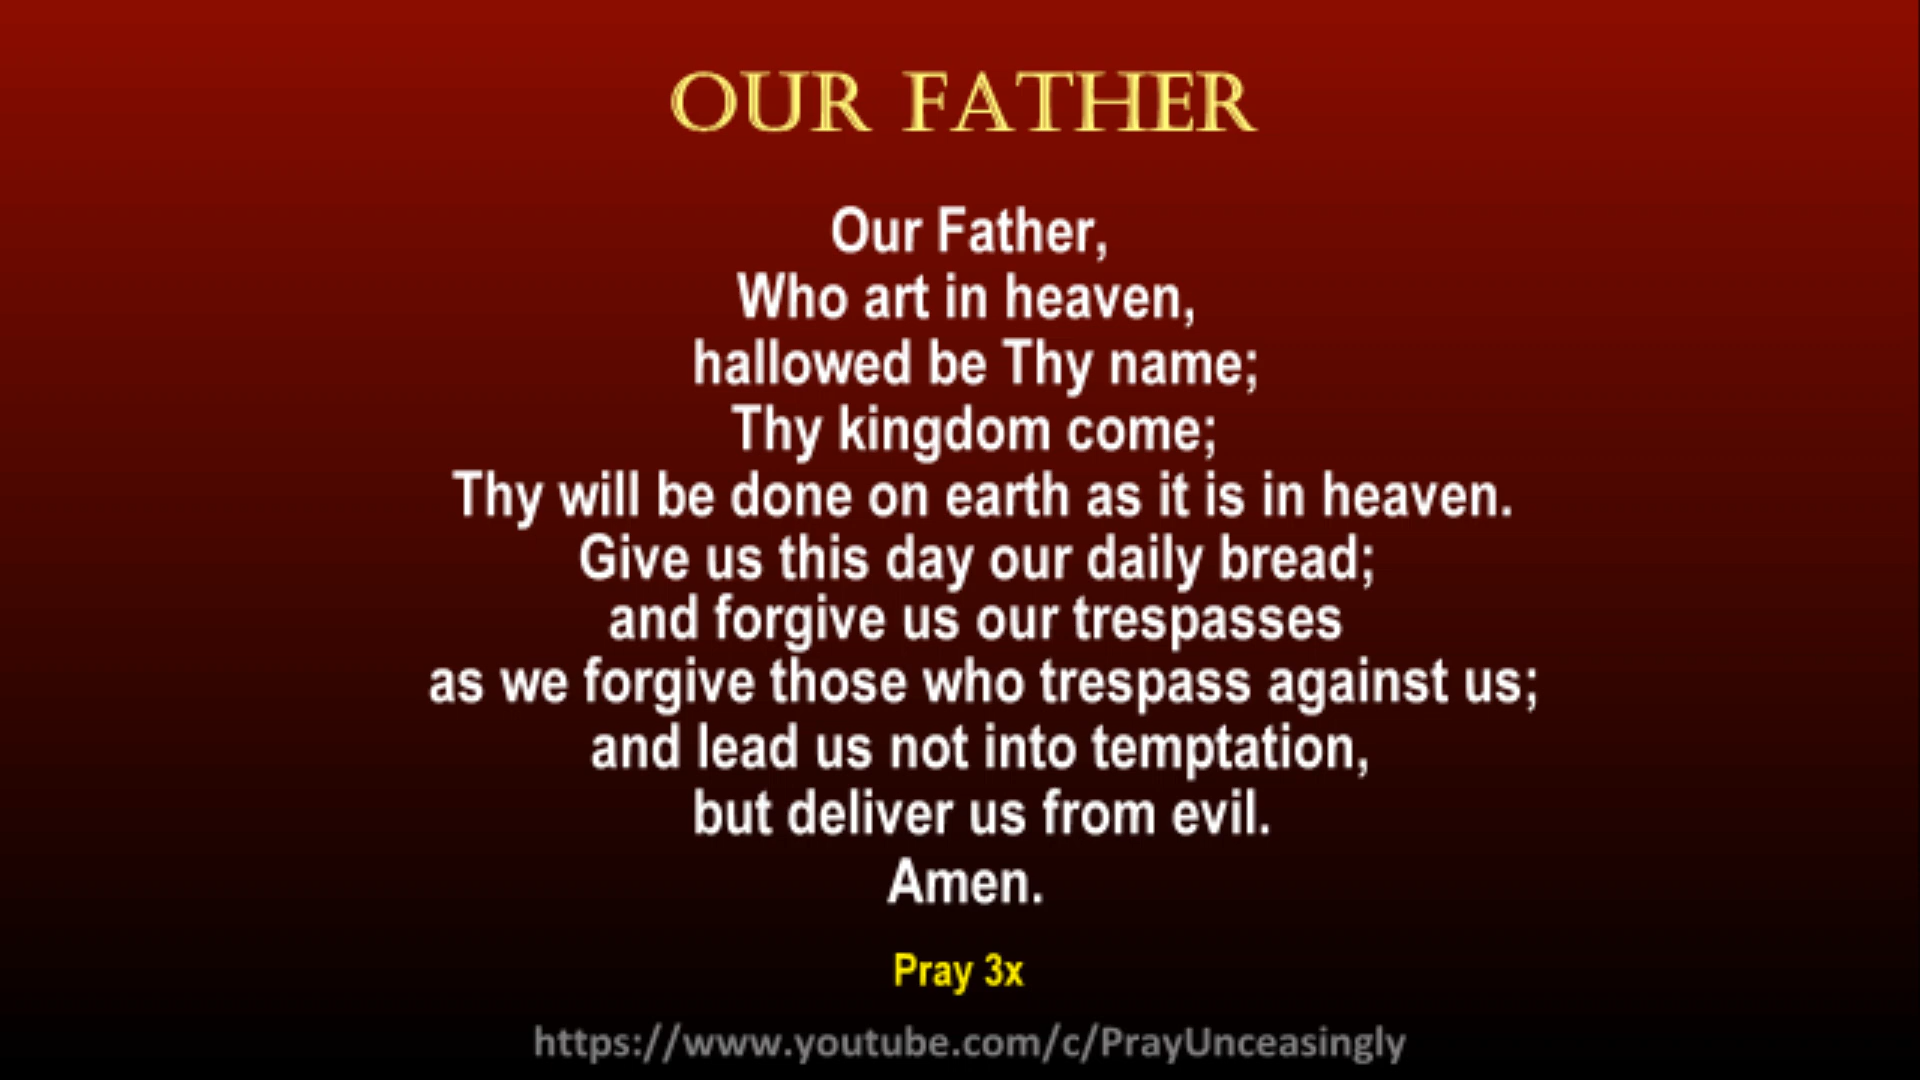 OUR FATHER
Our Father,
Who art in heaven,
hallowed be Thy name;
Thy kingdom come;
Thy will be done on earth as it is in heaven.
Give us this day our daily bread;
and forgive us our trespasses
as we forgive those who trespass against us;
and lead us not into temptation,
but deliver us from evil.
Amen.
Pray 3x
https://www.youtube.com/c/PrayUnceasingly